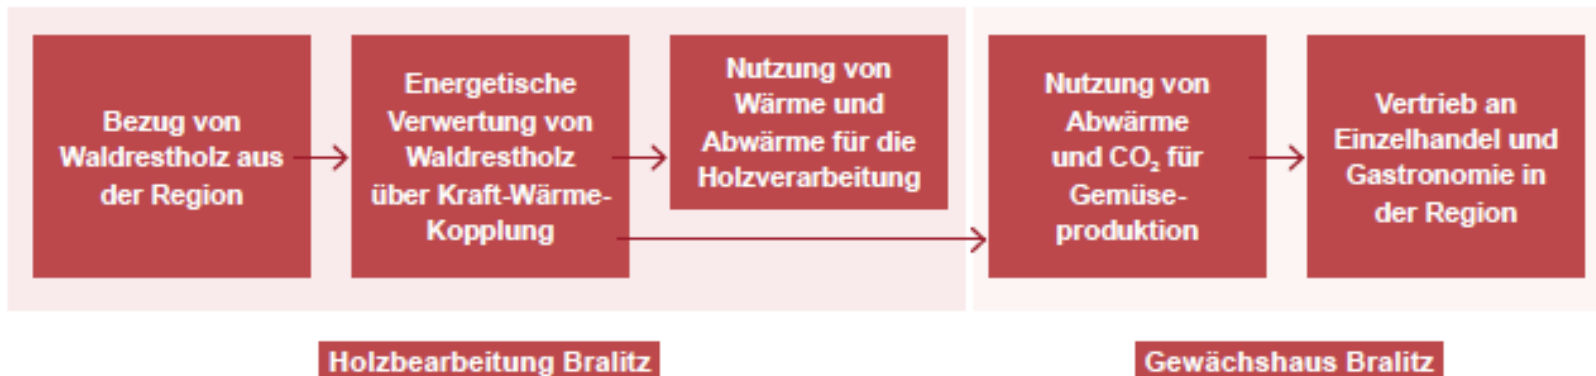 Bezug von
Waldrestholz aus
der Region
Energetische
Verwertung von
Waldrestholz
über Kraft-Wärme-
Kopplung
Nutzung von
Wärme und
Abwärme für die
Holzverarbeitung
Nutzung von
Abwärme
und CO₂ für
Gemüse-
produktion
Vertrieb an
Einzelhandel und
Gastronomie in
der Region
Holzbearbeitung Bralitz
Gewächshaus Bralitz